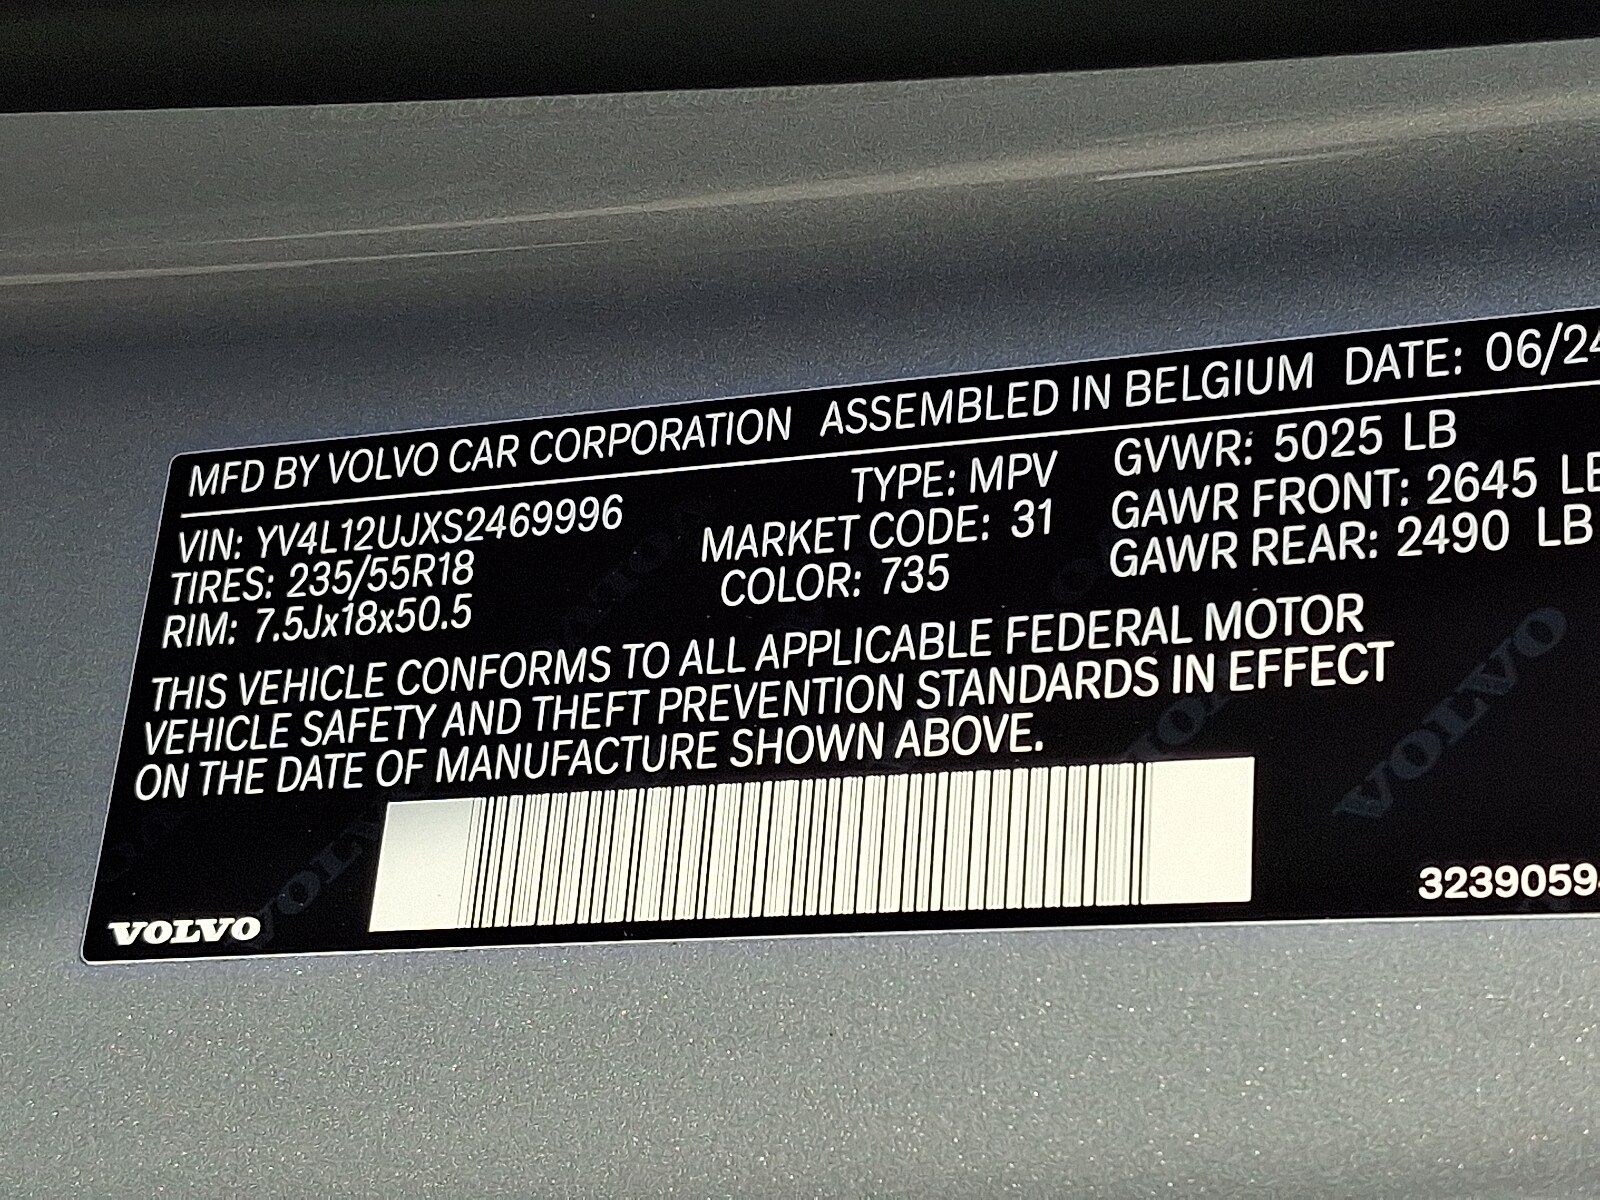 MFD BY VOLVO CAR CORPORATION ASSEMBLED IN BELGIUM DATE: 06/24
VIN: YV4L12UJXS2469996 TYPE: MPV GVWR: 5025 LB
TIRES: 235/55R18 MARKET CODE: 31 GAWR FRONT: 2645 LB
RIM: 7.5Jx18x50.5 COLOR: 735 GAWR REAR: 2490 LB
THIS VEHICLE CONFORMS TO ALL APPLICABLE FEDERAL MOTOR
VEHICLE SAFETY AND THEFT PREVENTION STANDARDS IN EFFECT
ON THE DATE OF MANUFACTURE SHOWN ABOVE.
VOLVO
VOLVO
VOLVO 3239059